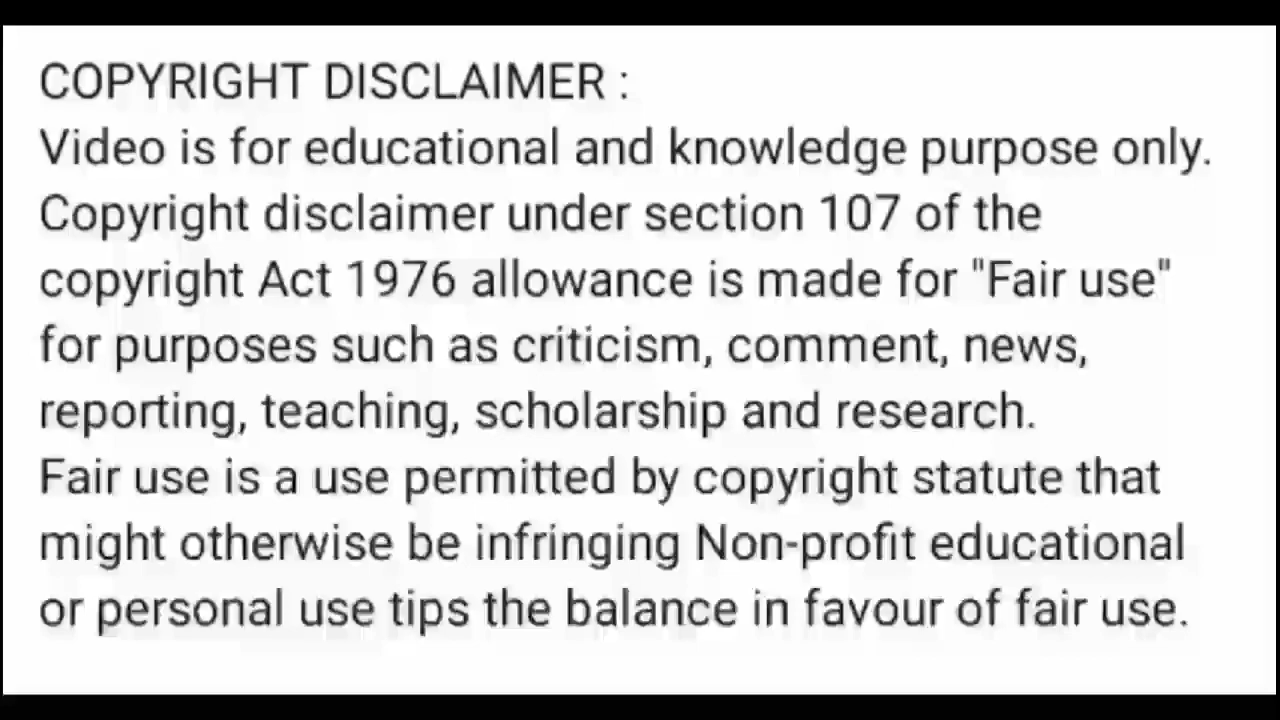 COPYRIGHT DISCLAIMER :
Video is for educational and knowledge purpose only.
Copyright disclaimer under section 107 of the
copyright Act 1976 allowance is made for "Fair use"
for purposes such as criticism, comment, news,
reporting, teaching, scholarship and research.
Fair use is a use permitted by copyright statute that
might otherwise be infringing Non-profit educational
or personal use tips the balance in favour of fair use.